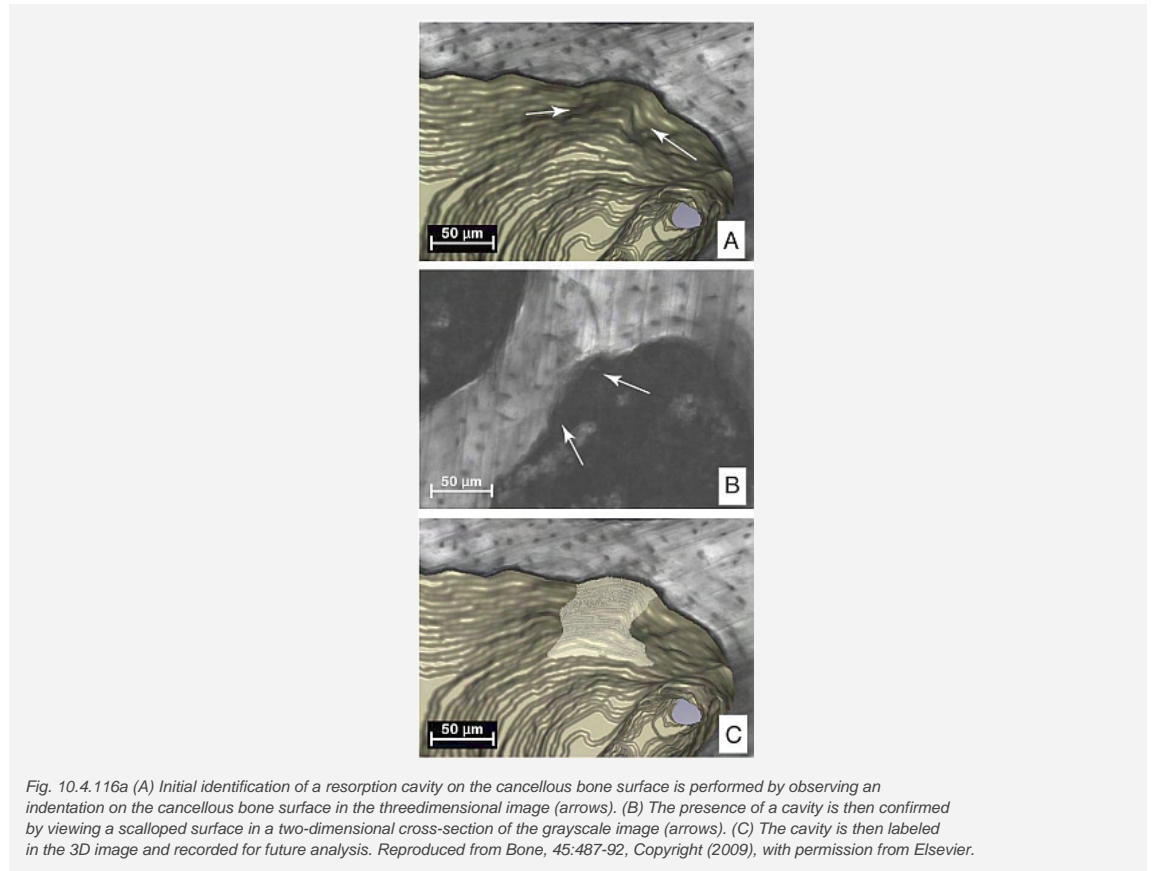 50 µm
A
50 µm
B
50 µm
C
Fig. 10.4.116a (A) Initial identification of a resorption cavity on the cancellous bone surface is performed by observing an
indentation on the cancellous bone surface in the threedimensional image (arrows). (B) The presence of a cavity is then confirmed
by viewing a scalloped surface in a two-dimensional cross-section of the grayscale image (arrows). (C) The cavity is then labeled
in the 3D image and recorded for future analysis. Reproduced from Bone, 45:487-92, Copyright (2009), with permission from Elsevier.